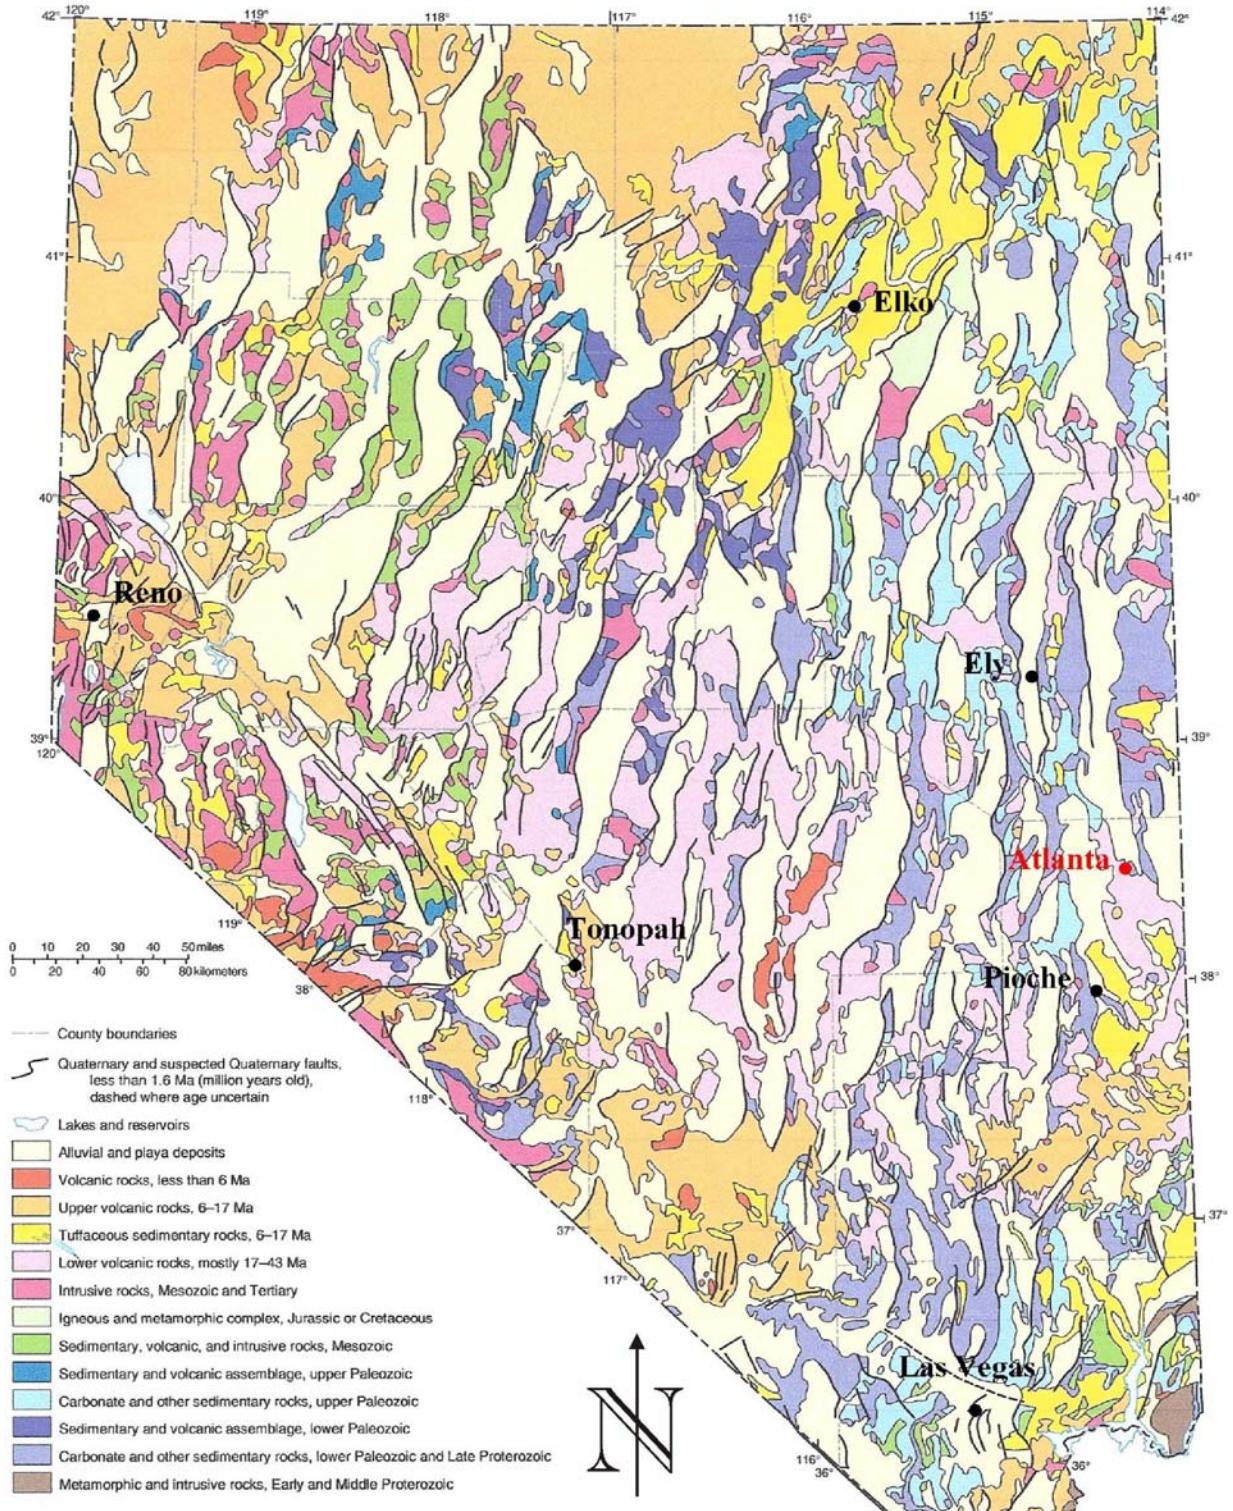 42° 120° 119° 118° 117° 116° 115° 114° 42°
41° 41°
Elko
40° 40°
Reno
Ely
39° 39°
120°
Atlanta
119°
Tonopah
0 10 20 30 40 50 miles
0 20 40 60 80 kilometers
38° 38°
Pioche
County boundaries
Quaternary and suspected Quaternary faults,
less than 1.6 Ma (million years old),
dashed where age uncertain
118°
Lakes and reservoirs
Alluvial and playa deposits
Volcanic rocks, less than 6 Ma
Upper volcanic rocks, 6–17 Ma
37° 37°
Tuffaceous sedimentary rocks, 6–17 Ma
Lower volcanic rocks, mostly 17–43 Ma
117°
Intrusive rocks, Mesozoic and Tertiary
Igneous and metamorphic complex, Jurassic or Cretaceous
Sedimentary, volcanic, and intrusive rocks, Mesozoic
Sedimentary and volcanic assemblage, upper Paleozoic
Las Vegas
Carbonate and other sedimentary rocks, upper Paleozoic
N
Sedimentary and volcanic assemblage, lower Paleozoic
Carbonate and other sedimentary rocks, lower Paleozoic and Late Proterozoic
116°
36° 36°
Metamorphic and intrusive rocks, Early and Middle Proterozoic